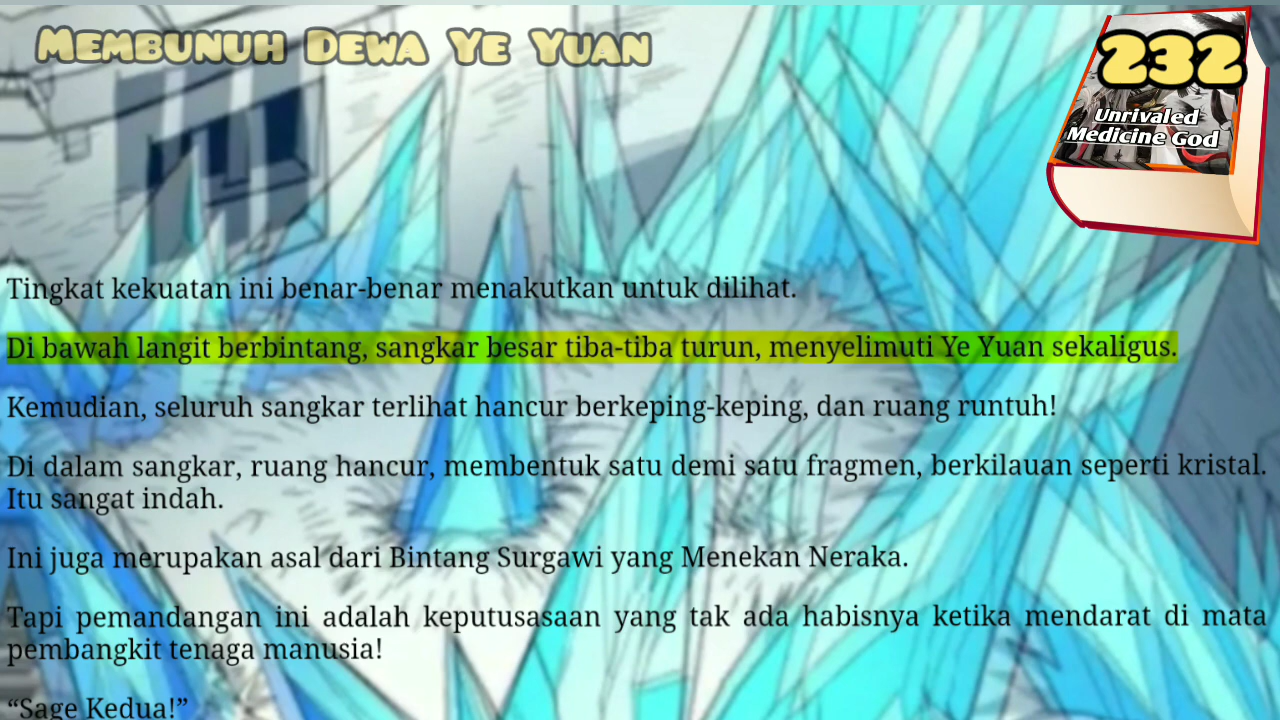 Membunuh Dewa Ye Yuan
232
Unrivaled
Medicine God
Tingkat kekuatan ini benar-benar menakutkan untuk dilihat.
Di bawah langit berbintang, sangkar besar tiba-tiba turun, menyelimuti Ye Yuan sekaligus.
Kemudian, seluruh sangkar terlihat hancur berkeping-keping, dan ruang runtuh!
Di dalam sangkar, ruang hancur, membentuk satu demi satu fragmen, berkilauan seperti kristal.
Itu sangat indah.
Ini juga merupakan asal dari Bintang Surgawi yang Menekan Neraka.
Tapi pemandangan ini adalah keputusasaan yang tak ada habisnya ketika mendarat di mata
pembangkit tenaga manusia!
“Sage Kedua!”